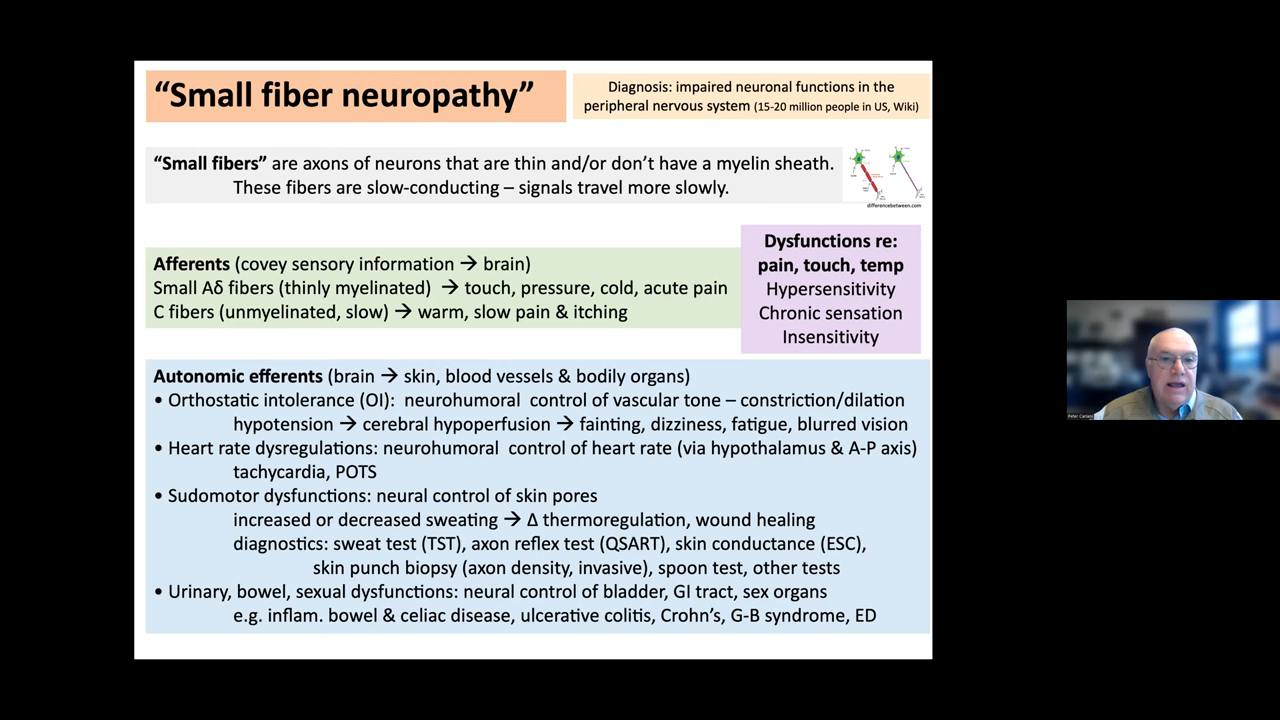 “Small fiber neuropathy”
Diagnosis: impaired neuronal functions in the
peripheral nervous system (15-20 million people in US, Wiki)
“Small fibers” are axons of neurons that are thin and/or don’t have a myelin sheath.
These fibers are slow-conducting – signals travel more slowly.
differencebetween.com
Afferents (covey sensory information → brain)
Small Aδ fibers (thinly myelinated) → touch, pressure, cold, acute pain
C fibers (unmyelinated, slow) → warm, slow pain & itching
Dysfunctions re:
pain, touch, temp
Hypersensitivity
Chronic sensation
Insensitivity
Autonomic efferents (brain → skin, blood vessels & bodily organs)
• Orthostatic intolerance (OI): neurohumoral control of vascular tone – constriction/dilation
hypotension → cerebral hypoperfusion → fainting, dizziness, fatigue, blurred vision
• Heart rate dysregulations: neurohumoral control of heart rate (via hypothalamus & A-P axis)
tachycardia, POTS
• Sudomotor dysfunctions: neural control of skin pores
increased or decreased sweating → Δ thermoregulation, wound healing
diagnostics: sweat test (TST), axon reflex test (QSART), skin conductance (ESC),
skin punch biopsy (axon density, invasive), spoon test, other tests
• Urinary, bowel, sexual dysfunctions: neural control of bladder, GI tract, sex organs
e.g. inflam. bowel & celiac disease, ulcerative colitis, Crohn’s, G-B syndrome, ED
Peter Carlen